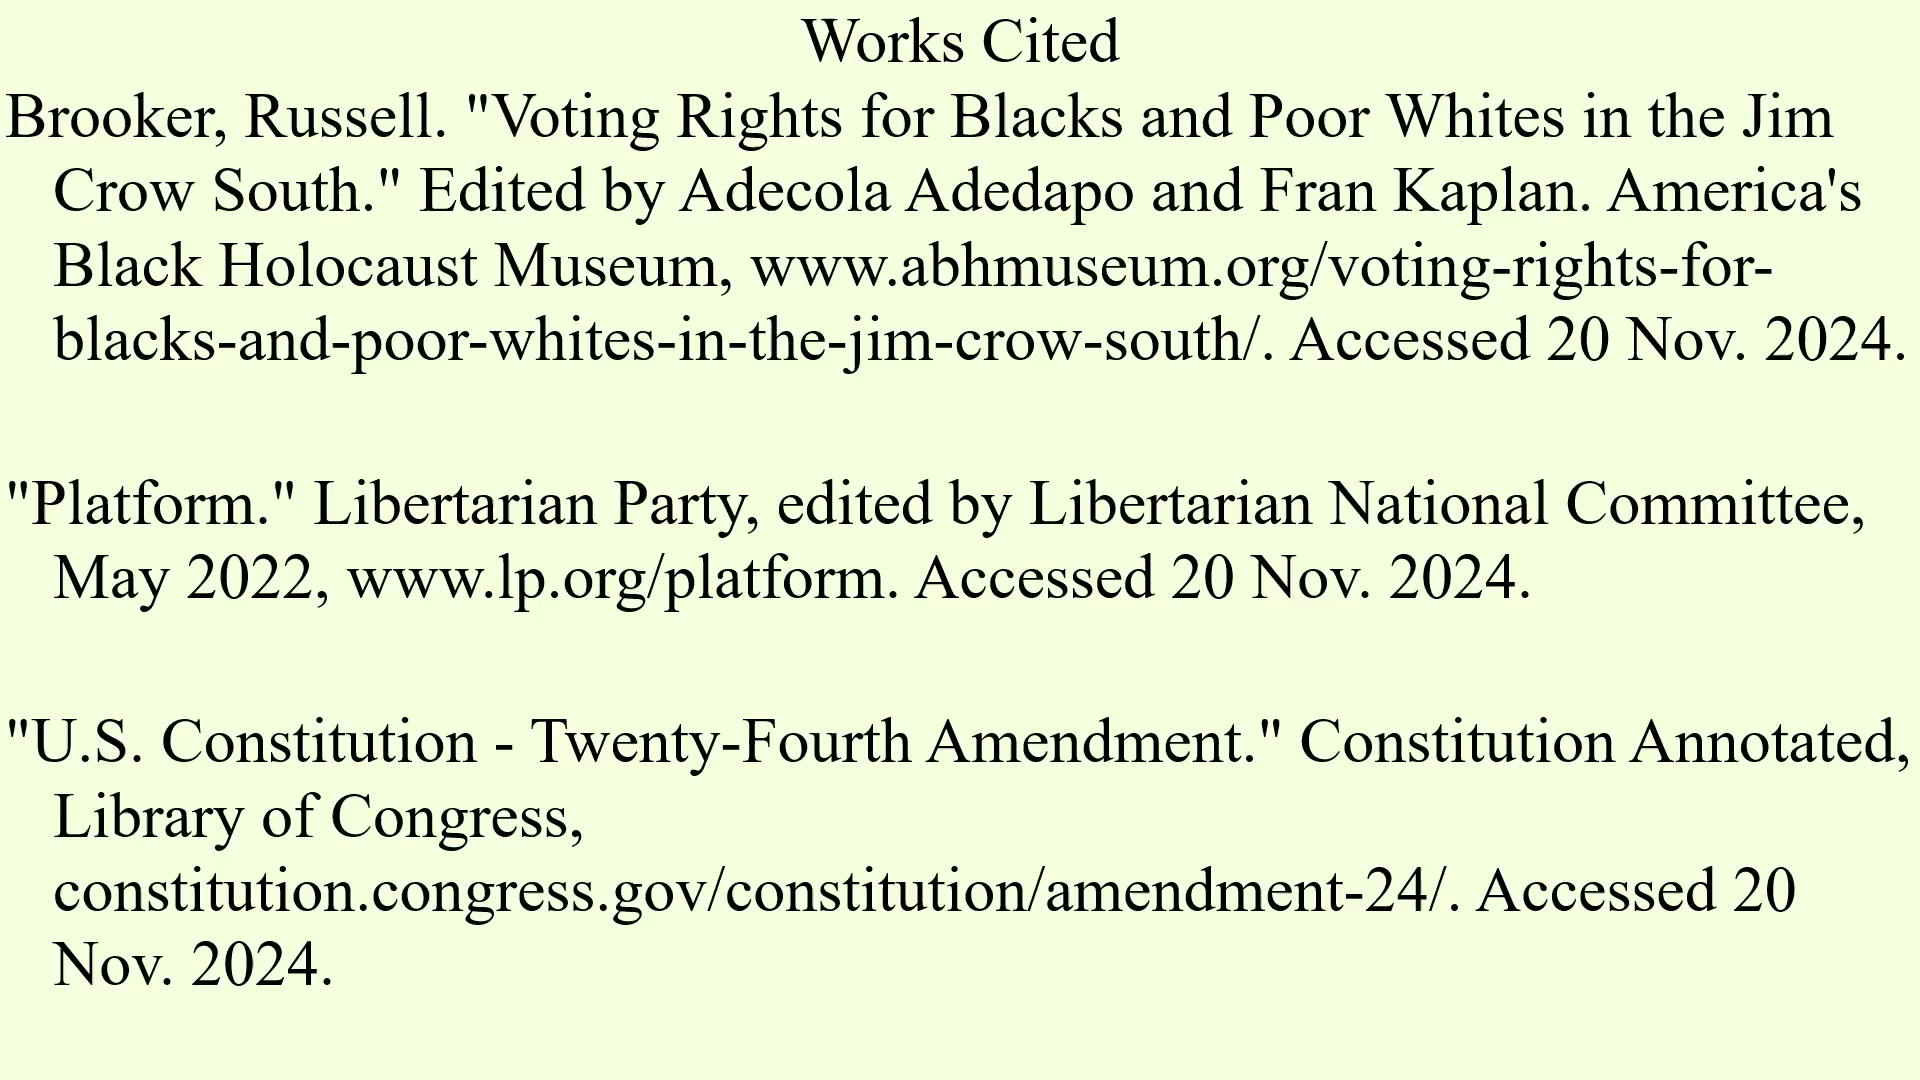 Works Cited
Brooker, Russell. "Voting Rights for Blacks and Poor Whites in the Jim
Crow South." Edited by Adecola Adedapo and Fran Kaplan. America's
Black Holocaust Museum, www.abhmuseum.org/voting-rights-for-
blacks-and-poor-whites-in-the-jim-crow-south/. Accessed 20 Nov. 2024.
"Platform." Libertarian Party, edited by Libertarian National Committee,
May 2022, www.lp.org/platform. Accessed 20 Nov. 2024.
"U.S. Constitution - Twenty-Fourth Amendment." Constitution Annotated,
Library of Congress,
constitution.congress.gov/constitution/amendment-24/. Accessed 20
Nov. 2024.